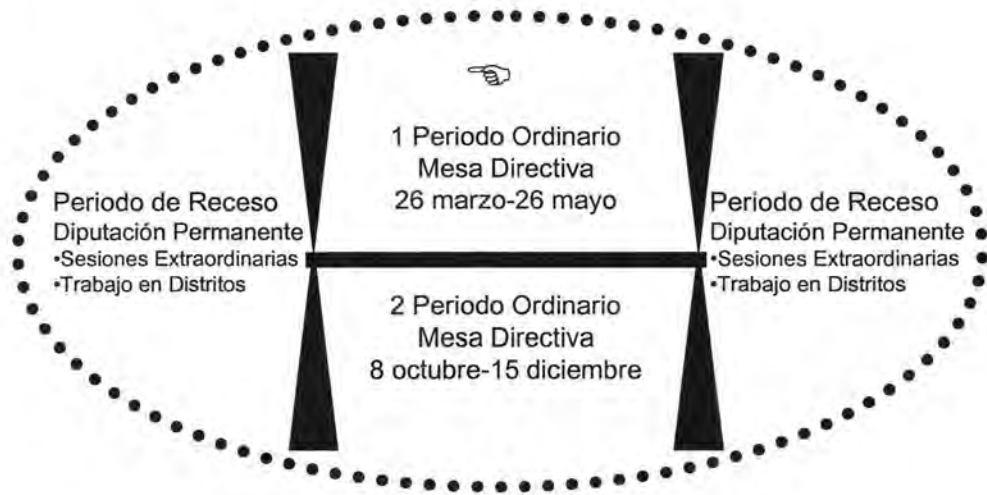 1 Periodo Ordinario
Mesa Directiva
26 marzo-26 mayo
Periodo de Receso
Diputación Permanente
•Sesiones Extraordinarias
•Trabajo en Distritos
Periodo de Receso
Diputación Permanente
•Sesiones Extraordinarias
•Trabajo en Distritos
2 Periodo Ordinario
Mesa Directiva
8 octubre-15 diciembre